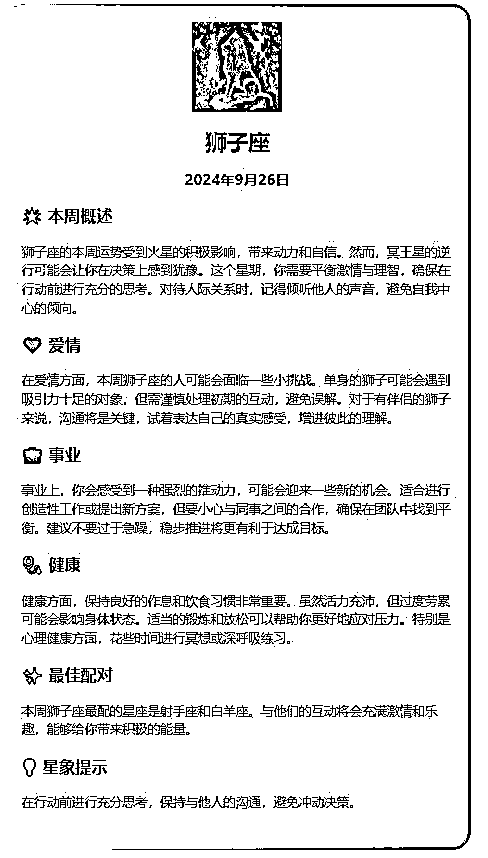 狮子座
2024年9月26日
本周概述
狮子座的本周运势受到火星的积极影响，带来动力和自信。然而，冥王星的逆
行可能会让你在决策上感到犹豫。这个星期，你需要平衡激情与理智，确保在
行动前进行充分的思考。对待人际关系时，记得倾听他人的声音，避免自我中
心的倾向。
爱情
在爱情方面，本周狮子座的人可能会面临一些小挑战。单身的狮子可能会遇到
吸引力十足的对象，但需谨慎处理初期的互动，避免误解。对于有伴侣的狮子
来说，沟通将是关键，试着表达自己的真实感受，增进彼此的理解。
事业
事业上，你会感受到一种强烈的推动力，可能会迎来一些新的机会。适合进行
创造性工作或提出新方案，但要小心与同事之间的合作，确保在团队中找到平
衡。建议不要过于急躁，稳步推进将更有利于达成目标。
健康
健康方面，保持良好的作息和饮食习惯非常重要。虽然活力充沛，但过度劳累
可能会影响身体状态。适当的锻炼和放松可以帮助你更好地应对压力。特别是
心理健康方面，花些时间进行冥想或深呼吸练习。
最佳配对
本周狮子座最配的星座是射手座和白羊座。与他们的互动将会充满激情和乐
趣，能够给你带来积极的能量。
星象提示
在行动前进行充分思考，保持与他人的沟通，避免冲动决策。